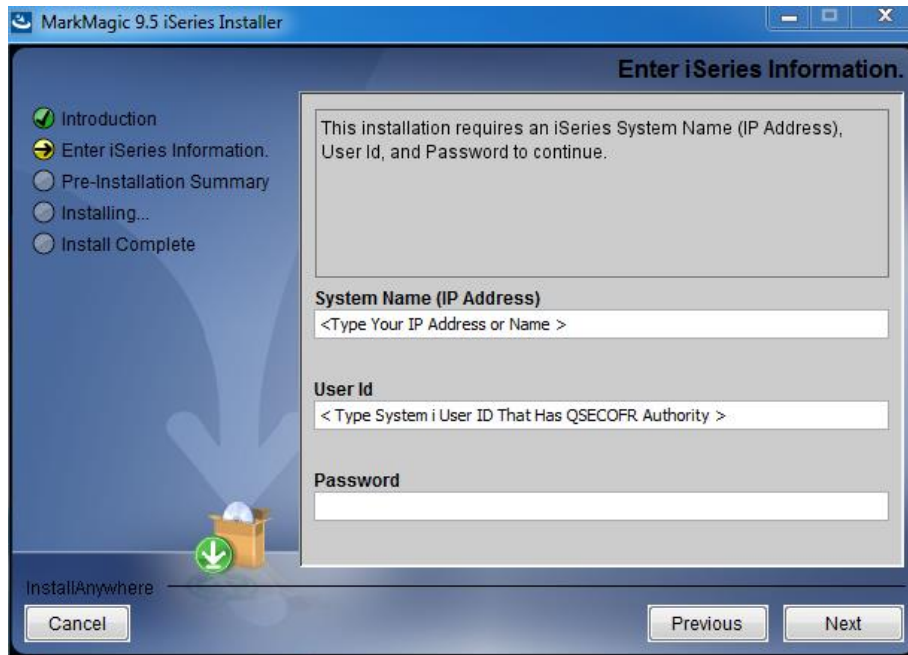 MarkMagic 9.5 iSeries Installer
Enter iSeries Information.
Introduction
Enter iSeries Information.
Pre-Installation Summary
Installing...
Install Complete
This installation requires an iSeries System Name (IP Address),
User Id, and Password to continue.
System Name (IP Address)
<Type Your IP Address or Name >
User Id
< Type System i User ID That Has QSECOFR Authority >
Password
InstallAnywhere
Cancel
Previous
Next